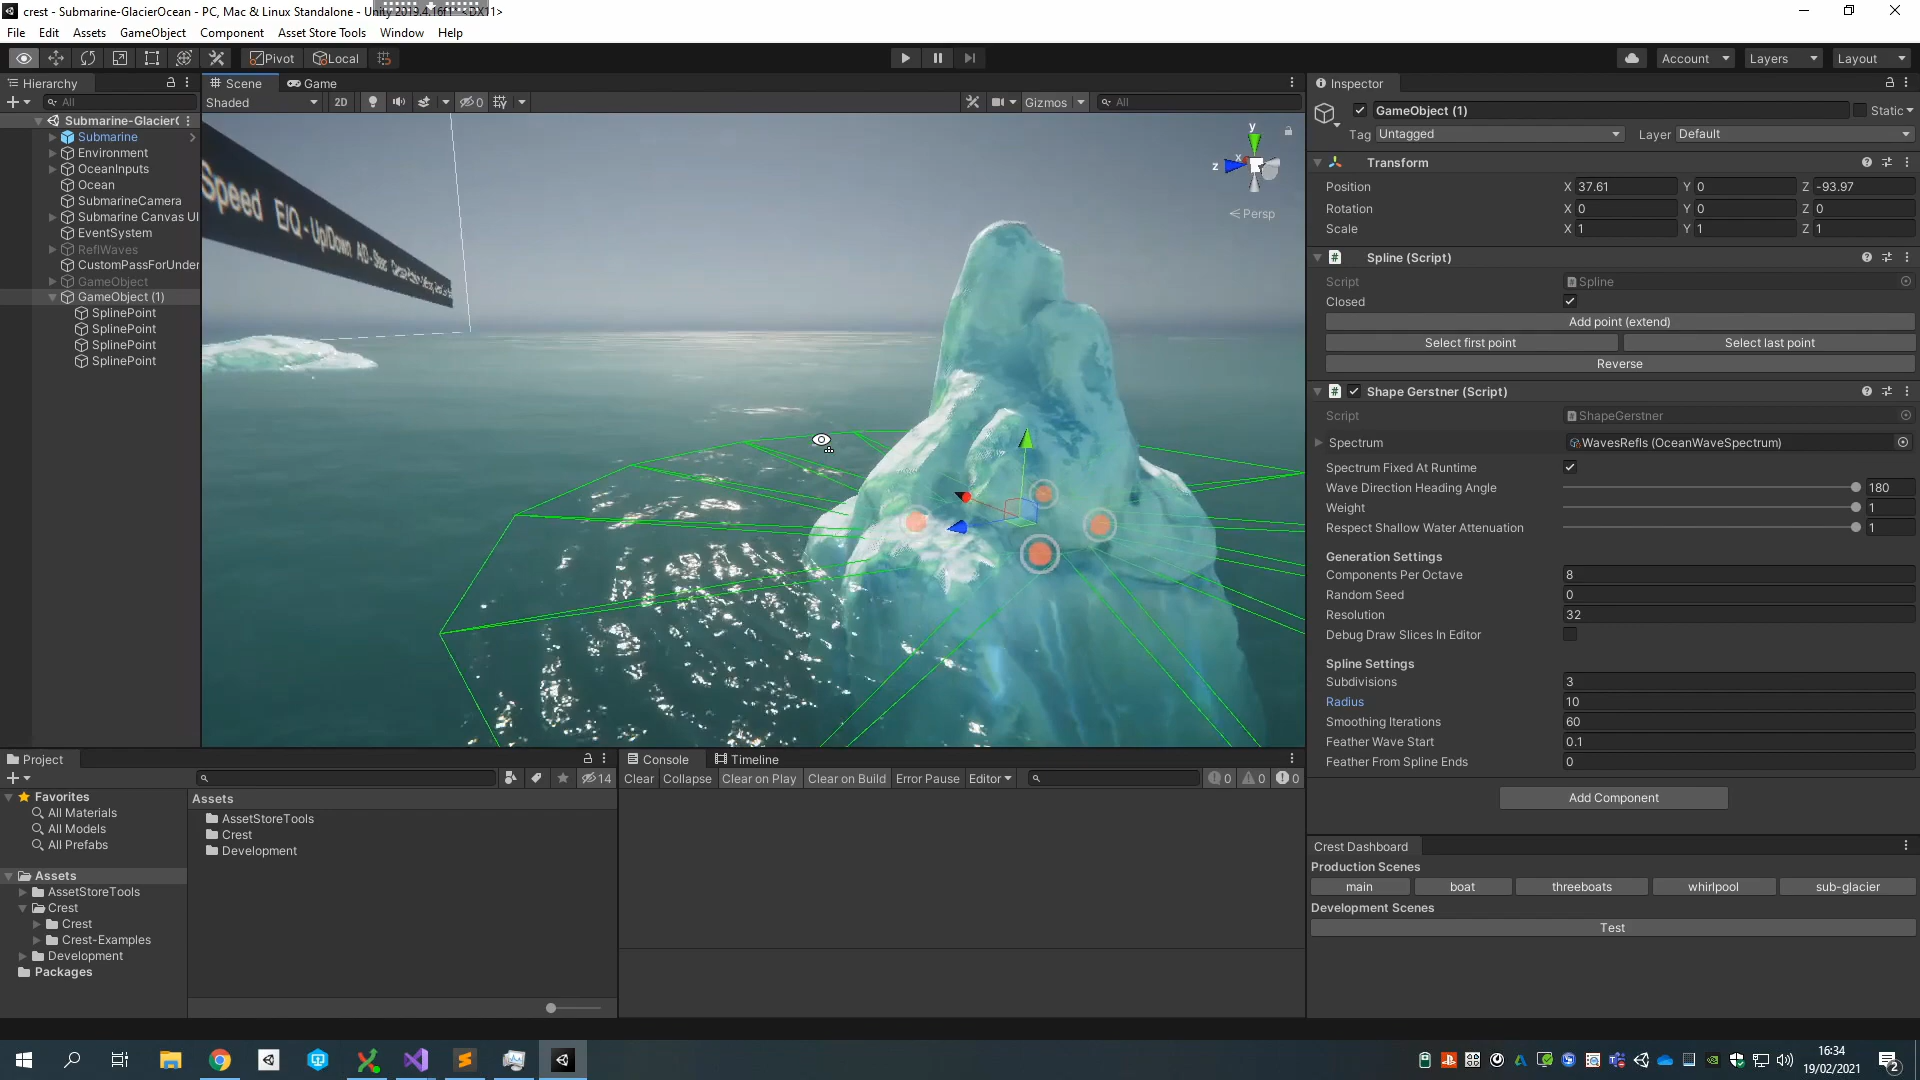 crest - Submarine-GlacierOcean - PC, Mac & Linux Standalone - Unity 2019.4.16f1* <DX11>
File Edit Assets GameObject Component Asset Store Tools Window Help
Pivot Local
Account Layers Layout
Hierarchy
All
Submarine-Glacier
Submarine
Environment
OceanInputs
Ocean
SubmarineCamera
Submarine Canvas UI
EventSystem
ReflWaves
CustomPassForUnder
GameObject
GameObject (1)
SplinePoint
SplinePoint
SplinePoint
SplinePoint
Scene Game
Shaded 2D 0 Gizmos All
Speed E/Q - Up/Down
y
x
z
Persp
Inspector
GameObject (1) Static
Tag Untagged Layer Default
Transform
Position X 37.61 Y 0 Z -93.97
Rotation X 0 Y 0 Z 0
Scale X 1 Y 1 Z 1
Spline (Script)
Script Spline
Closed
Add point (extend)
Select first point Select last point
Reverse
Shape Gerstner (Script)
Script ShapeGerstner
Spectrum WavesRefls (OceanWaveSpectrum)
Spectrum Fixed At Runtime
Wave Direction Heading Angle 180
Weight 1
Respect Shallow Water Attenuation 1
Generation Settings
Components Per Octave 8
Random Seed 0
Resolution 32
Debug Draw Slices In Editor
Spline Settings
Subdivisions 3
Radius 10
Smoothing Iterations 60
Feather Wave Start 0.1
Feather From Spline Ends 0
Add Component
Crest Dashboard
Production Scenes
main boat threeboats whirlpool sub-glacier
Development Scenes
Test
Project
14
Favorites
All Materials
All Models
All Prefabs
Assets
AssetStoreTools
Crest
Crest
Crest-Examples
Development
Packages
Assets
AssetStoreTools
Crest
Development
Console Timeline
Clear Collapse Clear on Play Clear on Build Error Pause Editor 0 0 0
16:34
19/02/2021
2